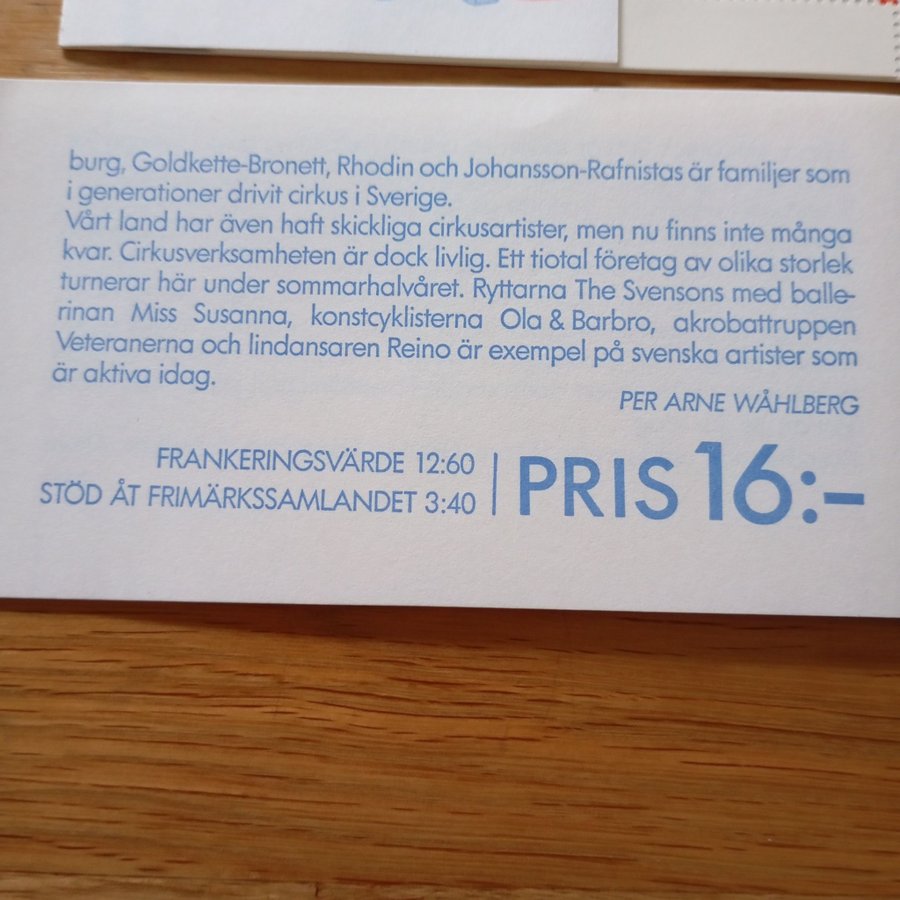 burg, Goldkette-Bronett, Rhodin och Johansson-Rafnistas är familjer som
i generationer drivit cirkus i Sverige.
Vårt land har även haft skickliga cirkusartister, men nu finns inte många
kvar. Cirkusverksamheten är dock livlig. Ett tiotal företag av olika storlek
turnerar här under sommarhalvåret. Ryttarna The Svensons med balle-
rinan Miss Susanna, konstcyklisterna Ola & Barbro, akrobattruppen
Veteranerna och lindansaren Reino är exempel på svenska artister som
är aktiva idag.
PER ARNE WÅHLBERG
FRANKERINGSVÄRDE 12:60
STÖD ÅT FRIMÄRKSSAMLANDET 3:40
PRIS 16:–